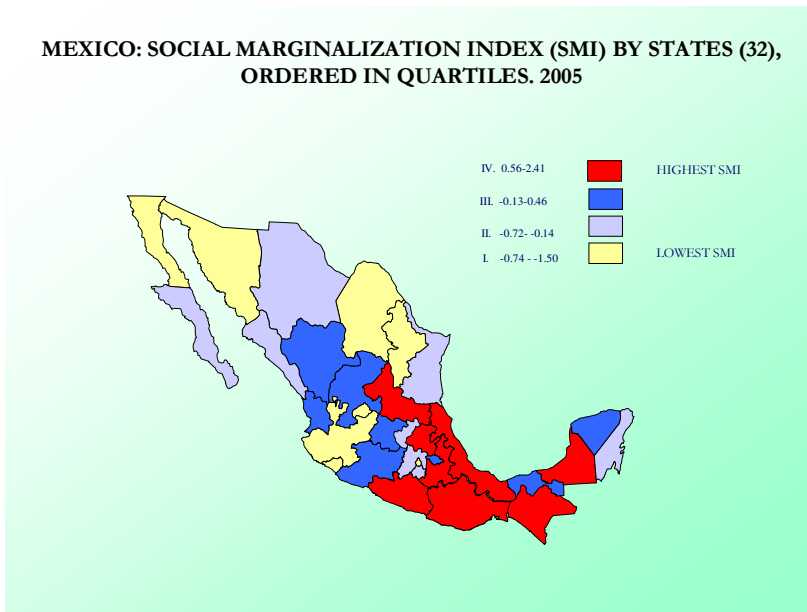 MEXICO: SOCIAL MARGINALIZATION INDEX (SMI) BY STATES (32),
ORDERED IN QUARTILES. 2005
IV. 0.56-2.41 HIGHEST SMI
III. -0.13-0.46
II. -0.72- -0.14
I. -0.74 - -1.50 LOWEST SMI